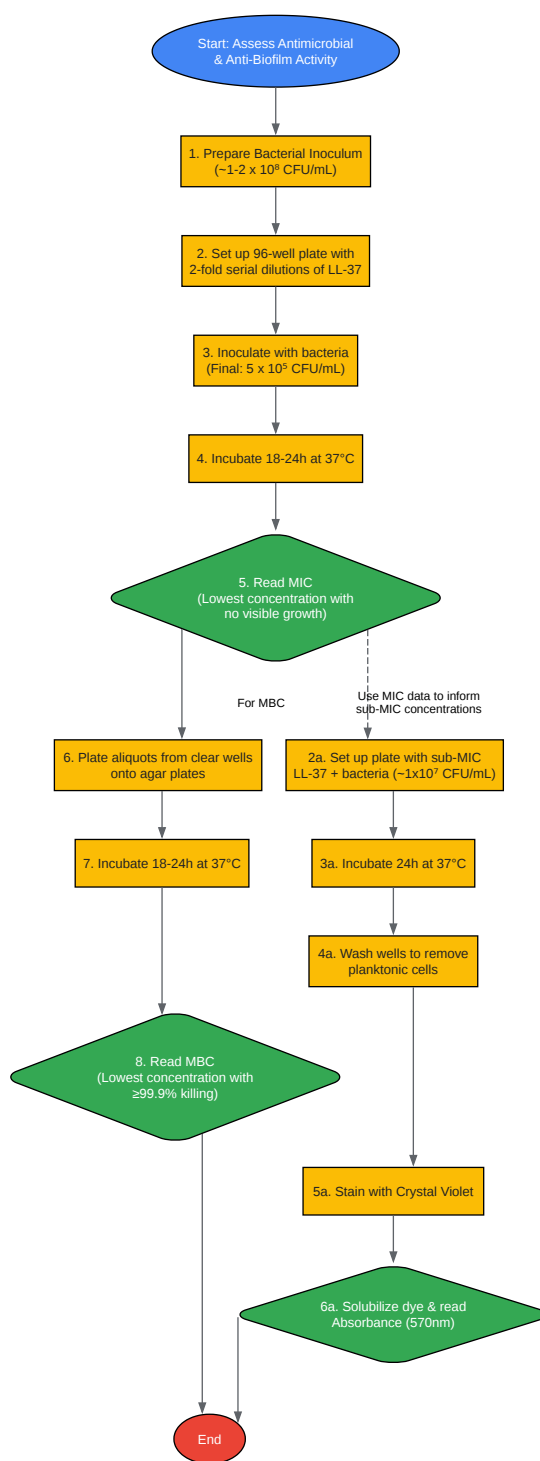 Start: Assess Antimicrobial
& Anti-Biofilm Activity
1. Prepare Bacterial Inoculum
(~1-2 x 10⁸ CFU/mL)
2. Set up 96-well plate with
2-fold serial dilutions of LL-37
3. Inoculate with bacteria
(Final: 5 x 10⁵ CFU/mL)
4. Incubate 18-24h at 37°C
5. Read MIC
(Lowest concentration with
no visible growth)
For MBC
Use MIC data to inform
sub-MIC concentrations
6. Plate aliquots from clear wells
onto agar plates
2a. Set up plate with sub-MIC
LL-37 + bacteria (~1x10⁷ CFU/mL)
7. Incubate 18-24h at 37°C
3a. Incubate 24h at 37°C
4a. Wash wells to remove
planktonic cells
8. Read MBC
(Lowest concentration with
≥99.9% killing)
5a. Stain with Crystal Violet
6a. Solubilize dye & read
Absorbance (570nm)
End